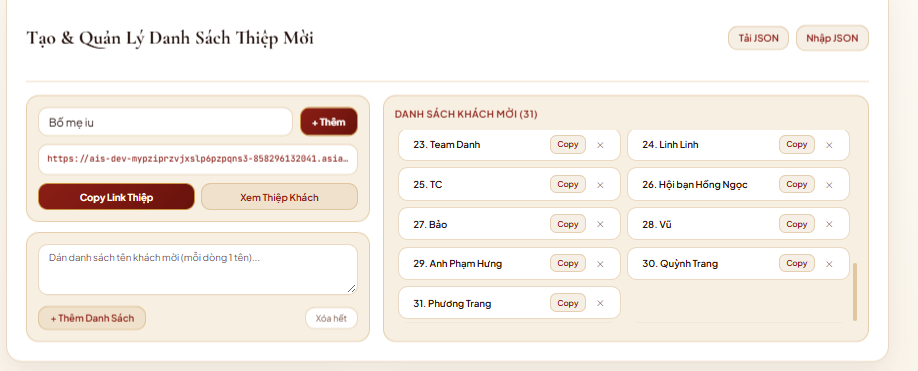 Tạo & Quản Lý Danh Sách Thiệp Mời
Tải JSON
Nhập JSON
Bố mẹ iu
+ Thêm
https://ais-dev-mypziprzvjxslp6pzpqns3-858296132041.asia…
Copy Link Thiệp
Xem Thiệp Khách
Dán danh sách tên khách mời (mỗi dòng 1 tên)...
+ Thêm Danh Sách
Xóa hết
DANH SÁCH KHÁCH MỜI (31)
23. Team Danh Copy ×
24. Linh Linh Copy ×
25. TC Copy ×
26. Hội bạn Hồng Ngọc Copy ×
27. Bảo Copy ×
28. Vũ Copy ×
29. Anh Phạm Hưng Copy ×
30. Quỳnh Trang Copy ×
31. Phương Trang Copy ×